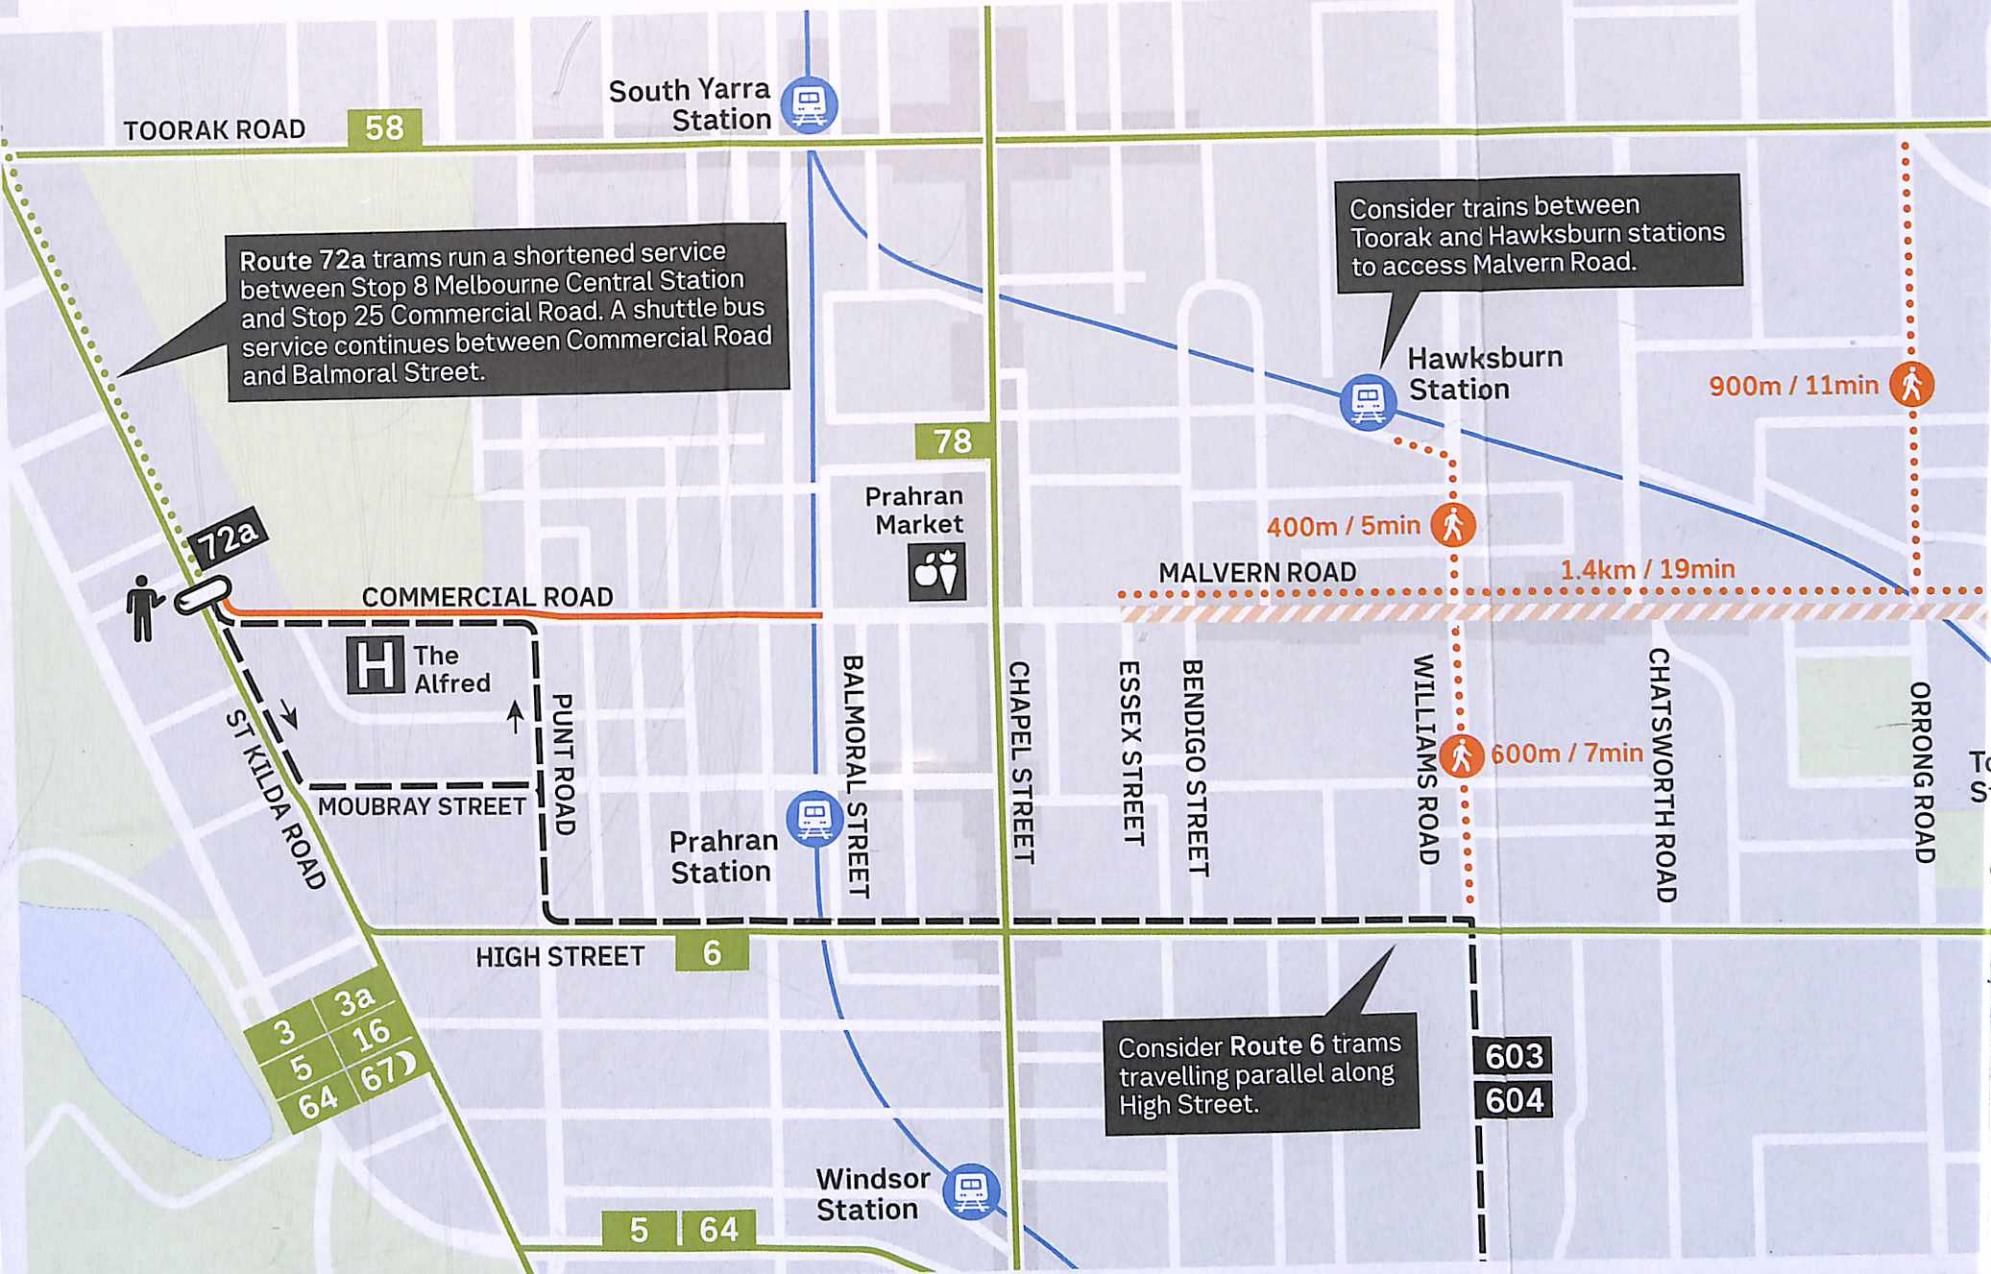 South Yarra
Station
TOORAK ROAD
58
Route 72a trams run a shortened service
between Stop 8 Melbourne Central Station
and Stop 25 Commercial Road. A shuttle bus
service continues between Commercial Road
and Balmoral Street.
Consider trains between
Toorak and Hawksburn stations
to access Malvern Road.
Hawksburn
Station
900m / 11min
78
Prahran
Market
400m / 5min
72a
MALVERN ROAD
1.4km / 19min
COMMERCIAL ROAD
H
The
Alfred
ST KILDA ROAD
MOUBRAY STREET
PUNT ROAD
BALMORAL STREET
CHAPEL STREET
ESSEX STREET
BENDIGO STREET
WILLIAMS ROAD
600m / 7min
CHATSWORTH ROAD
ORRONG ROAD
Prahran
Station
HIGH STREET
6
3 3a
5 16
64 67
Consider Route 6 trams
travelling parallel along
High Street.
603
604
Windsor
Station
5 64